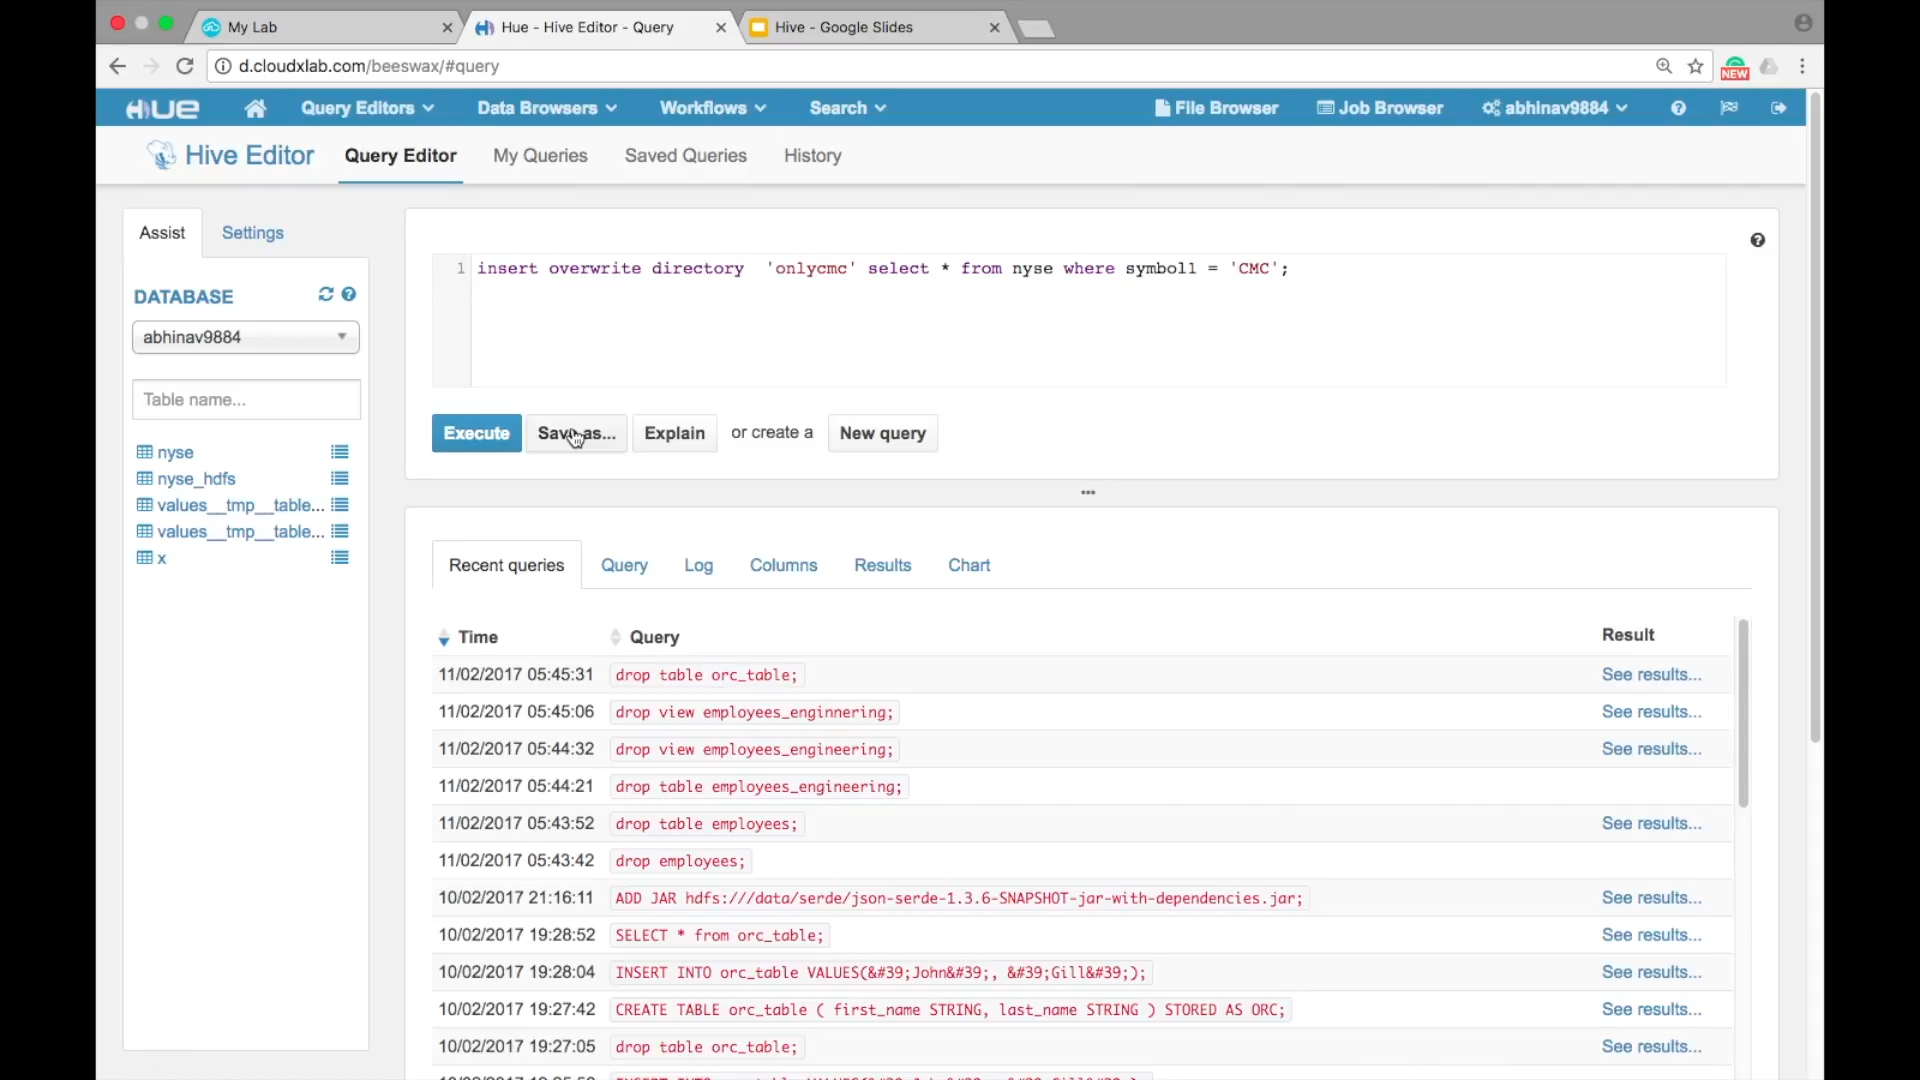 My Lab
Hue - Hive Editor - Query
Hive - Google Slides
d.cloudxlab.com/beeswax/#query
NEW
HUE
Query Editors
Data Browsers
Workflows
Search
File Browser
Job Browser
abhinav9884
Hive Editor
Query Editor
My Queries
Saved Queries
History
Assist
Settings
DATABASE
abhinav9884
Table name...
nyse
nyse_hdfs
values__tmp__table...
values__tmp__table...
x
1 insert overwrite directory  'onlycmc' select * from nyse where symbol1 = 'CMC';
Execute
Save as...
Explain
or create a
New query
Recent queries
Query
Log
Columns
Results
Chart
Time Query Result
11/02/2017 05:45:31 drop table orc_table; See results...
11/02/2017 05:45:06 drop view employees_enginnering; See results...
11/02/2017 05:44:32 drop view employees_engineering; See results...
11/02/2017 05:44:21 drop table employees_engineering;
11/02/2017 05:43:52 drop table employees; See results...
11/02/2017 05:43:42 drop employees;
10/02/2017 21:16:11 ADD JAR hdfs:///data/serde/json-serde-1.3.6-SNAPSHOT-jar-with-dependencies.jar; See results...
10/02/2017 19:28:52 SELECT * from orc_table; See results...
10/02/2017 19:28:04 INSERT INTO orc_table VALUES(&#39;John&#39;, &#39;Gill&#39;); See results...
10/02/2017 19:27:42 CREATE TABLE orc_table ( first_name STRING, last_name STRING ) STORED AS ORC; See results...
10/02/2017 19:27:05 drop table orc_table; See results...